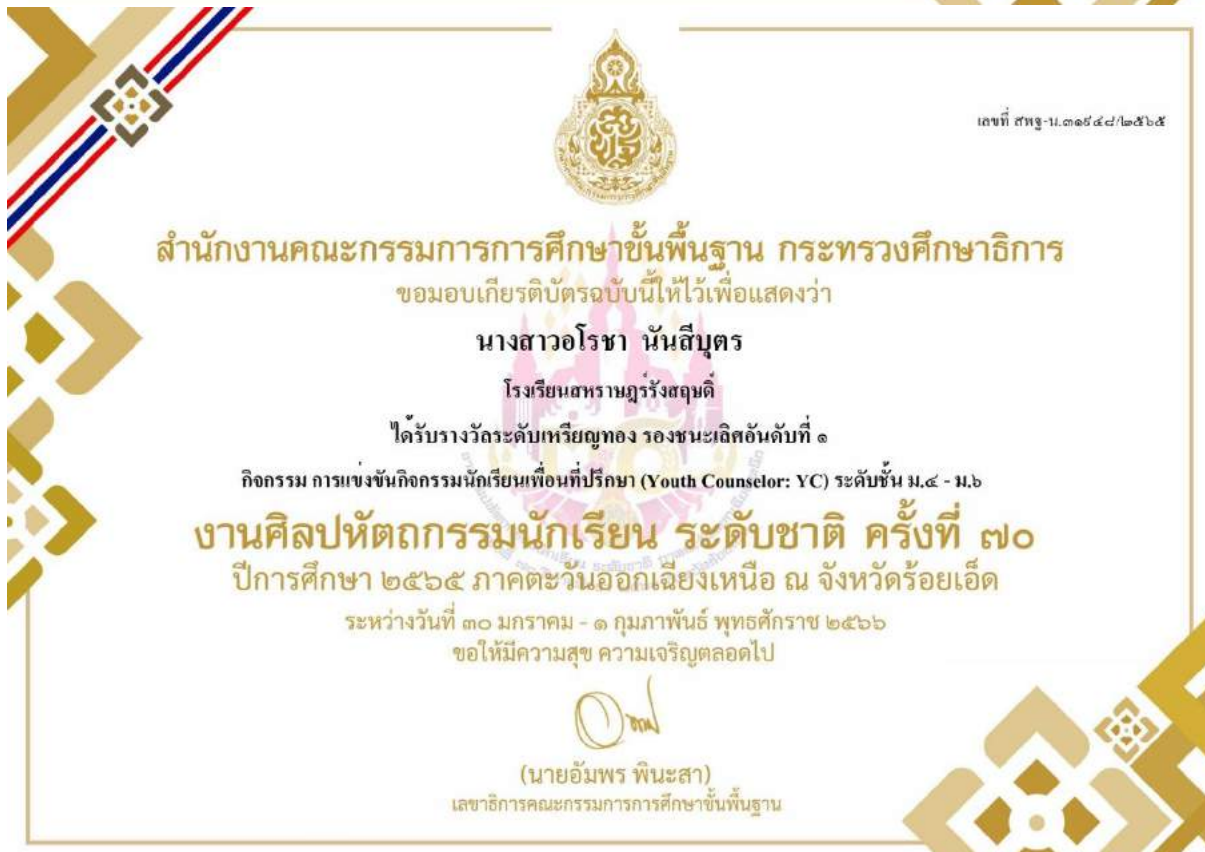 เลขที่ สพฐ-น.๓๑๙๔๘/๒๕๖๕
สำนักงานคณะกรรมการการศึกษาขั้นพื้นฐาน กระทรวงศึกษาธิการ
ขอมอบเกียรติบัตรฉบับนี้ให้ไว้เพื่อแสดงว่า
นางสาวอโรชา นันสีบุตร
โรงเรียนสหราษฎร์รังสฤษดิ์
ได้รับรางวัลระดับเหรียญทอง รองชนะเลิศอันดับที่ ๑
กิจกรรม การแข่งขันกิจกรรมนักเรียนเพื่อนที่ปรึกษา (Youth Counselor: YC) ระดับชั้น ม.๔ - ม.๖
งานศิลปหัตถกรรมนักเรียน ระดับชาติ ครั้งที่ ๗๐
ปีการศึกษา ๒๕๖๕ ภาคตะวันออกเฉียงเหนือ ณ จังหวัดร้อยเอ็ด
ระหว่างวันที่ ๓๐ มกราคม - ๑ กุมภาพันธ์ พุทธศักราช ๒๕๖๖
ขอให้มีความสุข ความเจริญตลอดไป
(นายอัมพร พินะสา)
เลขาธิการคณะกรรมการการศึกษาขั้นพื้นฐาน